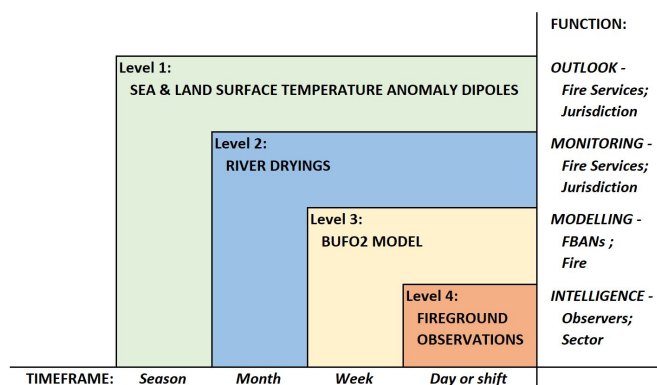 FUNCTION:
Level 1:
SEA & LAND SURFACE TEMPERATURE ANOMALY DIPOLES
OUTLOOK -
Fire Services;
Jurisdiction
Level 2:
RIVER DRYINGS
MONITORING -
Fire Services;
Jurisdiction
Level 3:
BUFO2 MODEL
MODELLING -
FBANs ;
Fire
Level 4:
FIREGROUND
OBSERVATIONS
INTELLIGENCE -
Observers;
Sector
TIMEFRAME: Season Month Week Day or shift